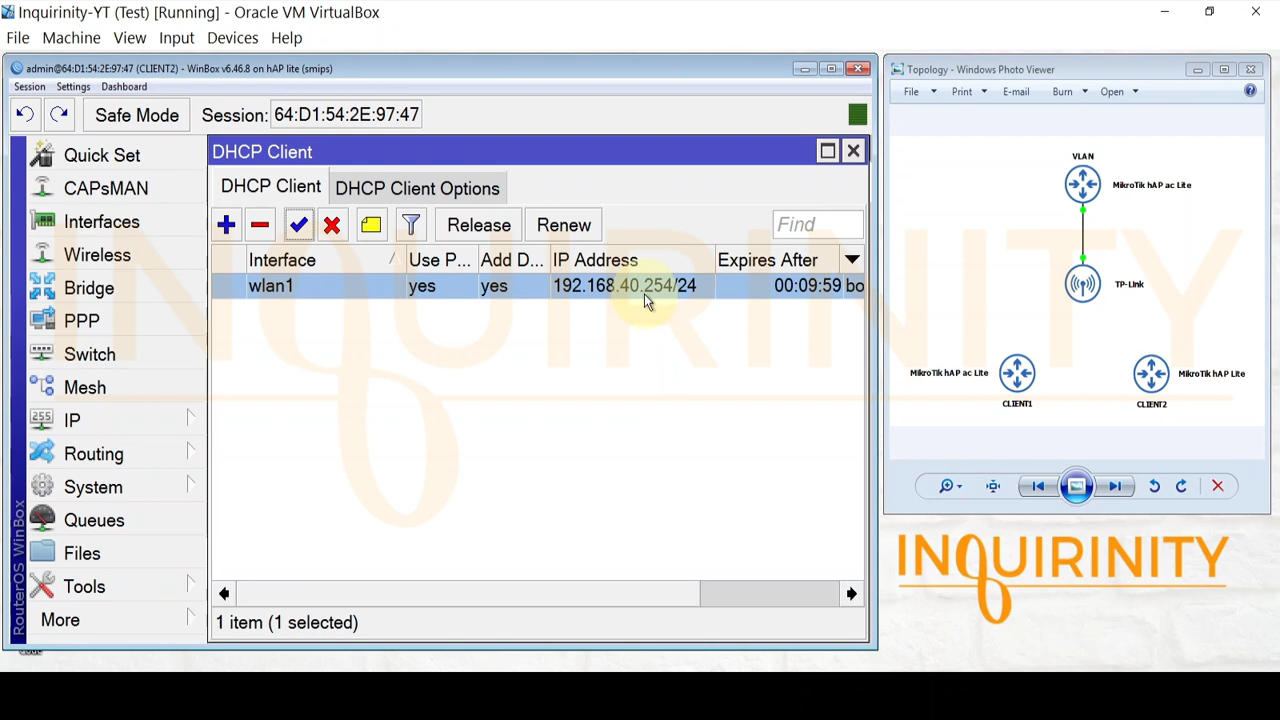 Inquirinity-YT (Test) [Running] - Oracle VM VirtualBox
File Machine View Input Devices Help
admin@64:D1:54:2E:97:47 (CLIENT2) - WinBox v6.46.8 on hAP lite (smips)
Session Settings Dashboard
Safe Mode Session: 64:D1:54:2E:97:47
Quick Set
CAPsMAN
Interfaces
Wireless
Bridge
PPP
Switch
Mesh
255 IP
Routing
System
Queues
Files
Tools
More
RouterOS WinBox
DHCP Client
DHCP Client DHCP Client Options
Release Renew Find
Interface Use P... Add D... IP Address Expires After
wlan1 yes yes 192.168.40.254/24 00:09:59 bo
1 item (1 selected)
Topology - Windows Photo Viewer
File Print E-mail Burn Open
VLAN
MikroTik hAP ac Lite
TP-Link
MikroTik hAP ac Lite
CLIENT1
MikroTik hAP Lite
CLIENT2
INQUIRINITY
INQUIRINITY